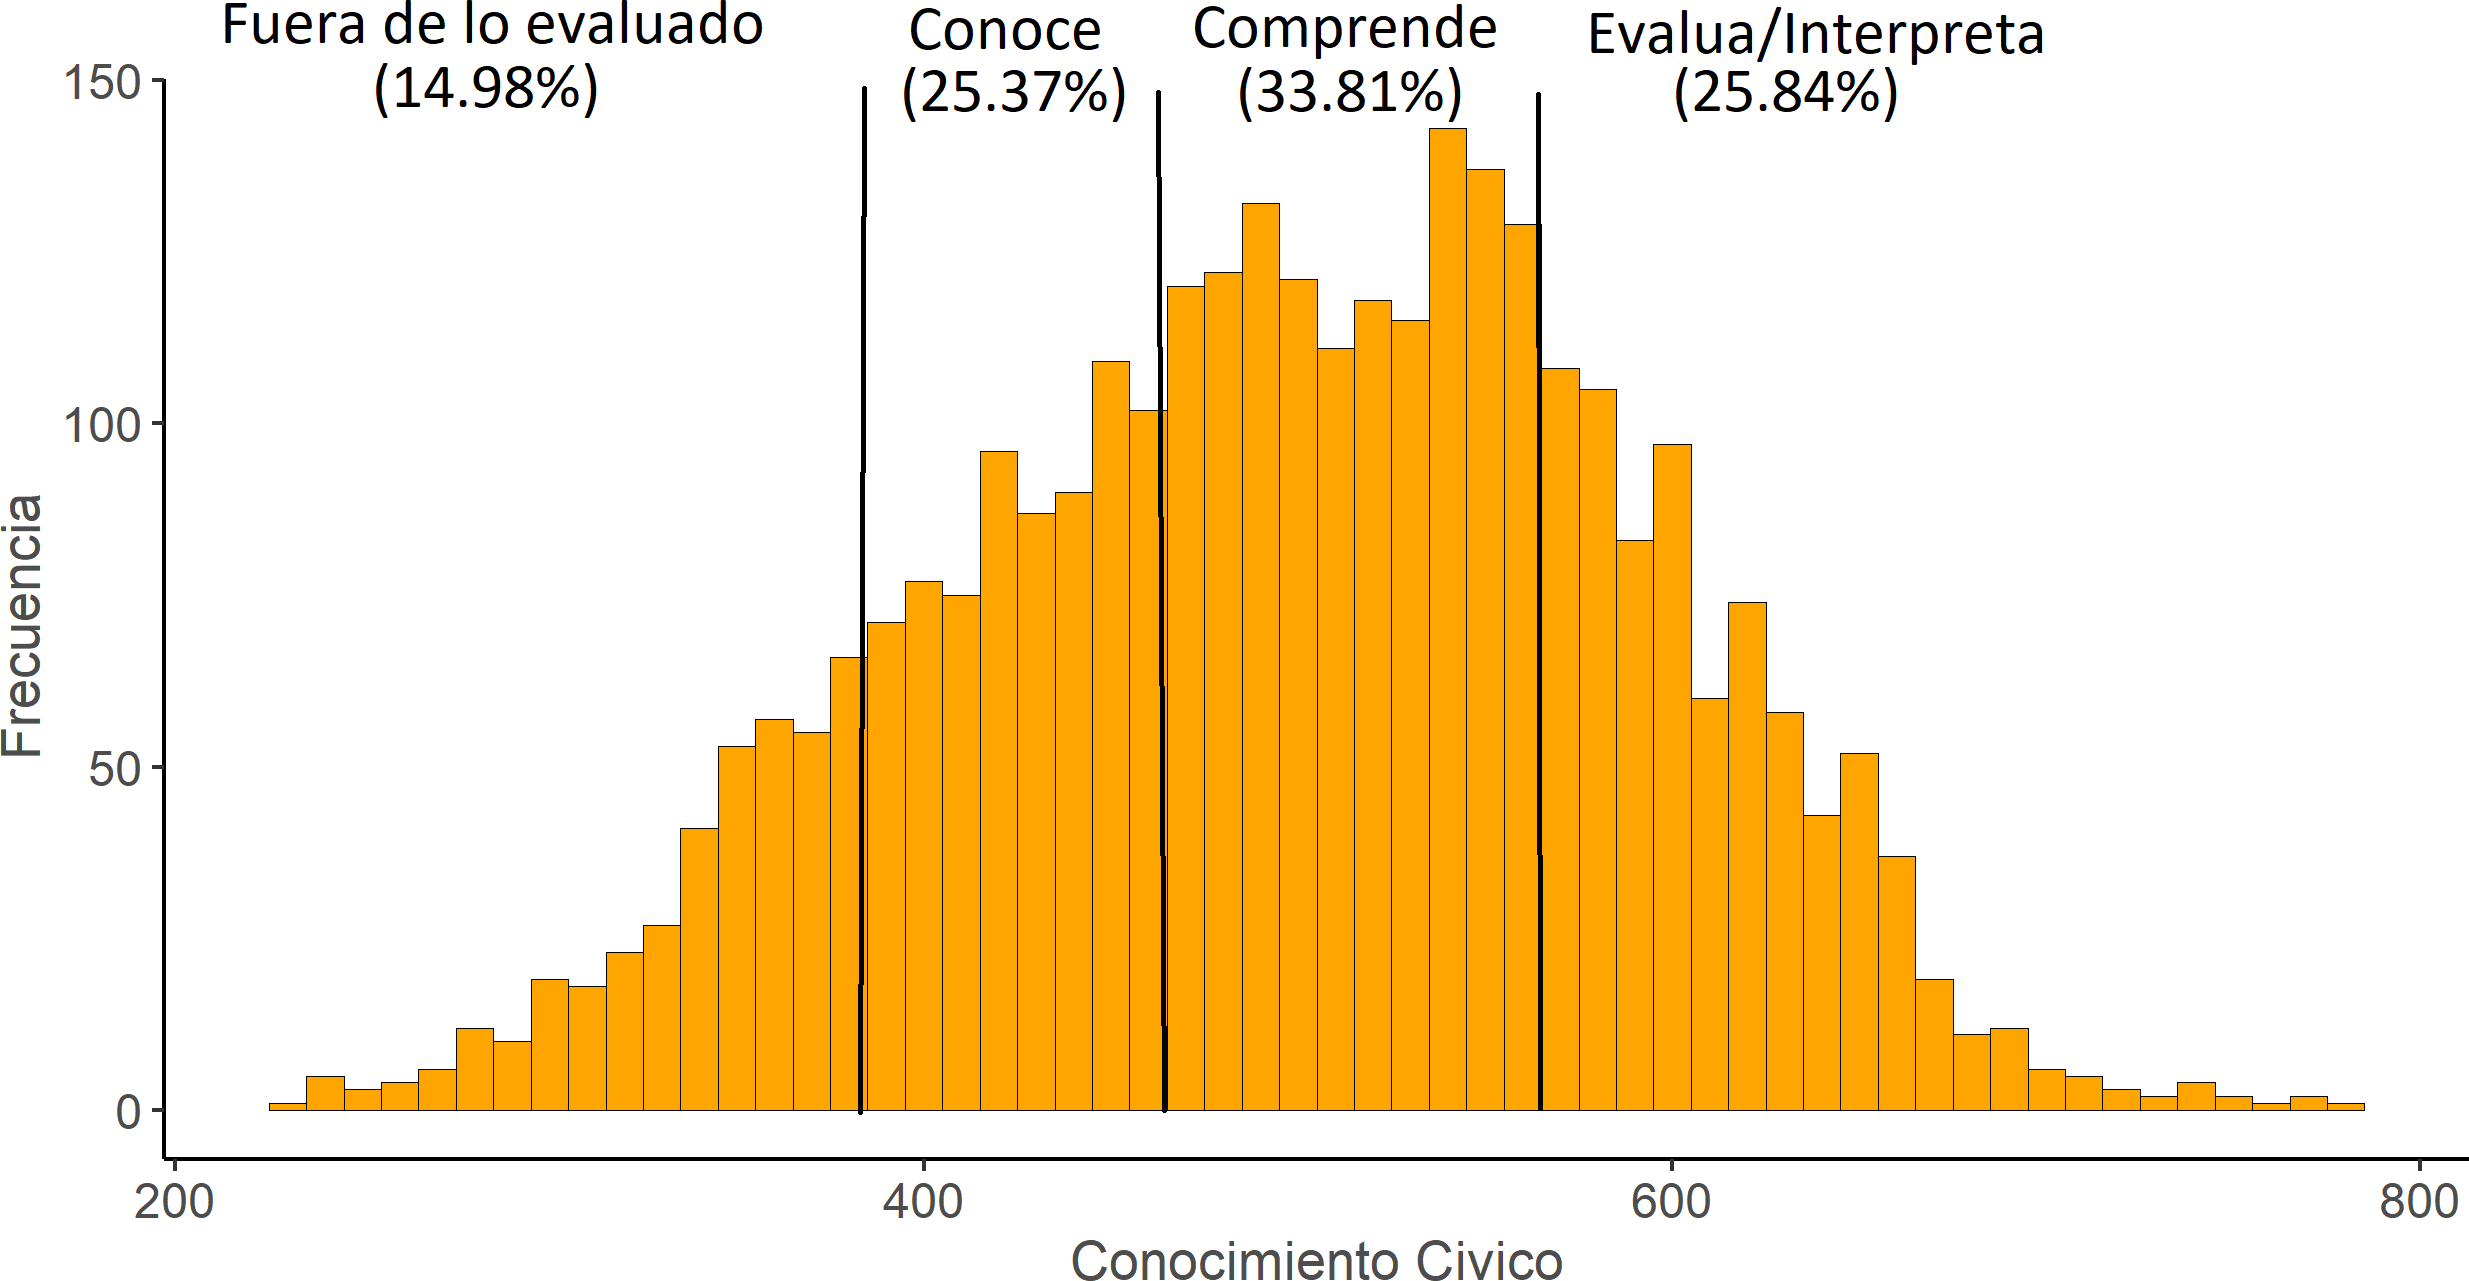 Fuera de lo evaluado
(14.98%)
Conoce
(25.37%)
Comprende
(33.81%)
Evalua/Interpreta
(25.84%)
150
100
50
0
Frecuencia
200
400
600
800
Conocimiento Civico